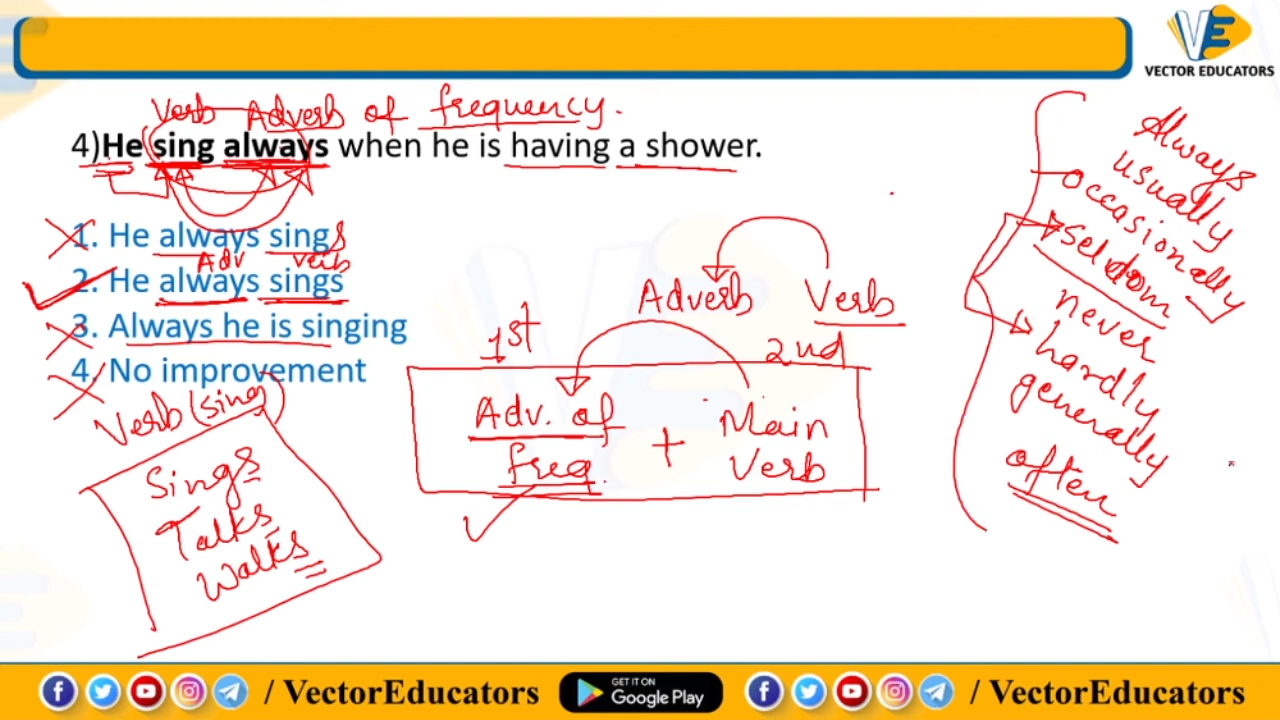 VE
VECTOR EDUCATORS
Verb Adverb of frequency.
4)He sing always when he is having a shower.
1. He always sing s
Adv verb
2. He always sings
3. Always he is singing
4. No improvement
Verb (sing)
Sings
Talks
Walks
Adverb Verb
1st 2nd
Adv. of freq. + Main Verb
Always
usually
occasionally
seldom
never
hardly
generally
often
/ VectorEducators
GET IT ON
Google Play
/ VectorEducators